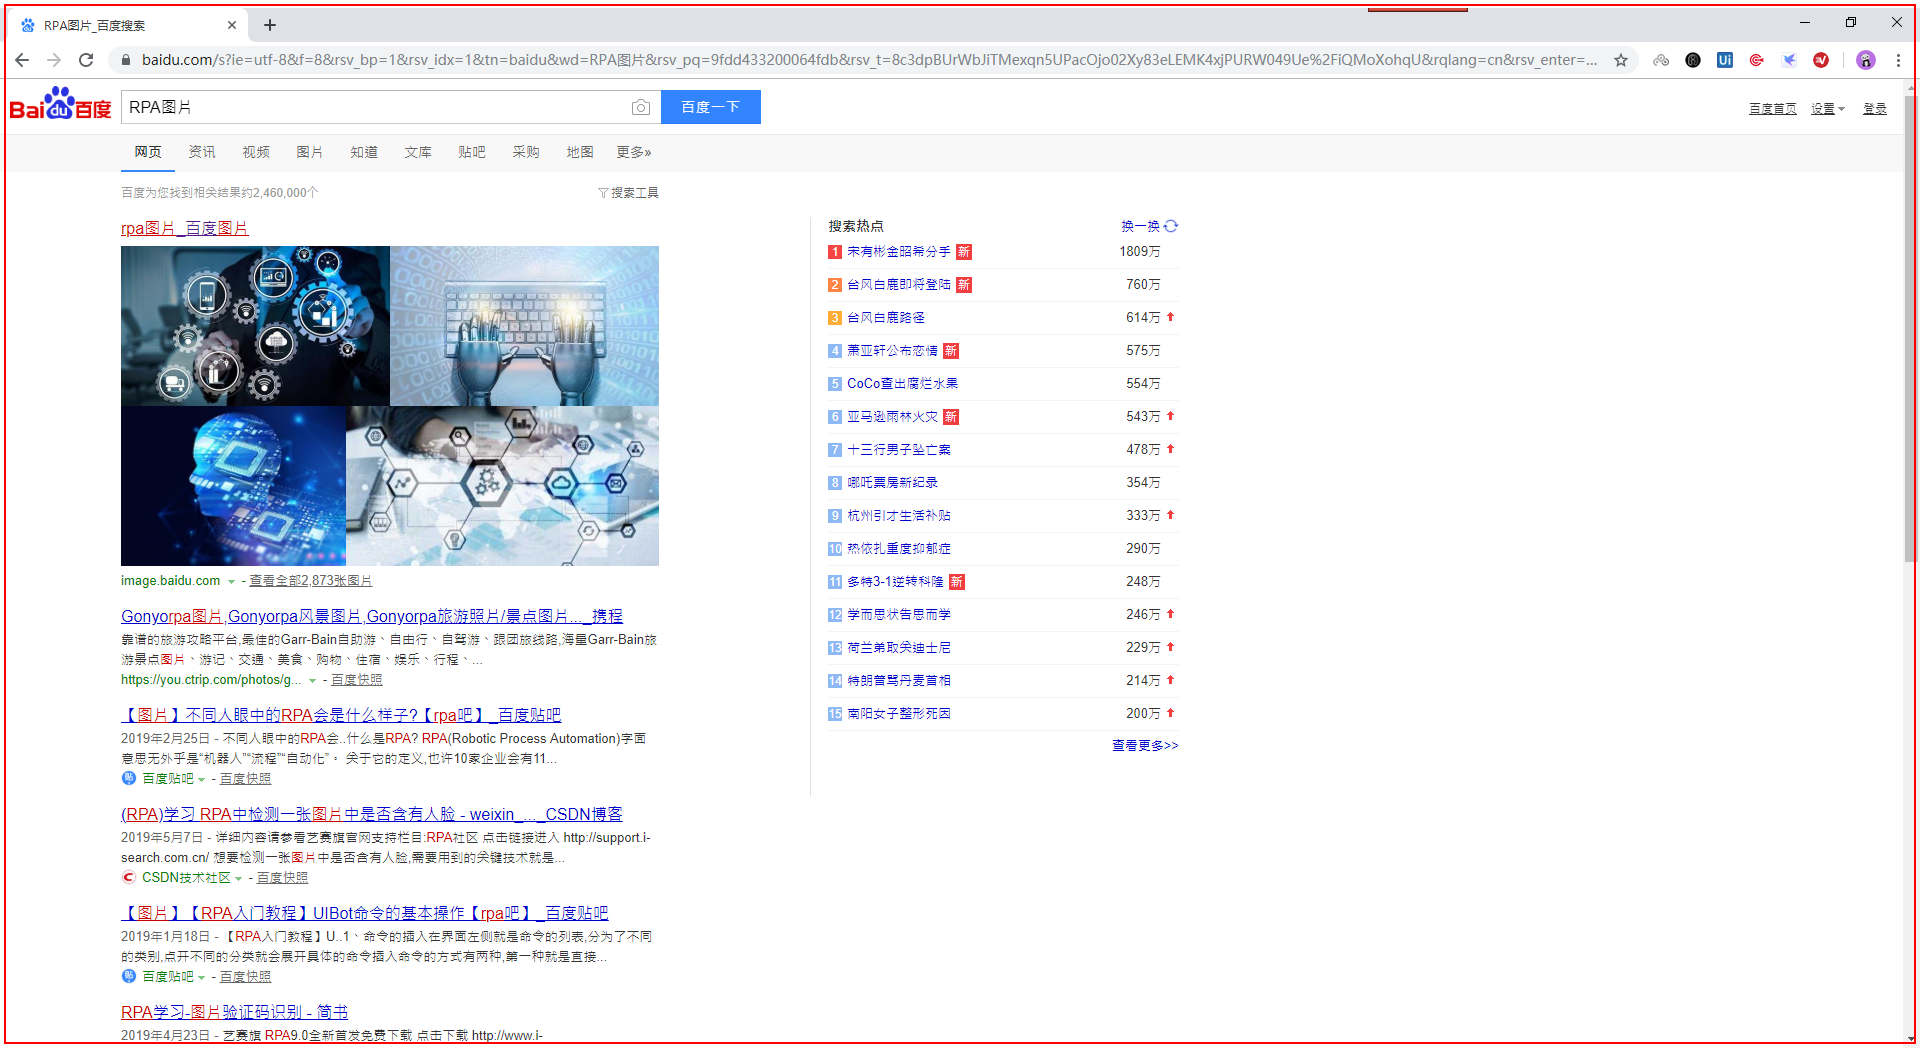 RPA图片_百度搜索
baidu.com/s?ie=utf-8&f=8&rsv_bp=1&rsv_idx=1&tn=baidu&wd=RPA图片&rsv_pq=9fdd433200064fdb&rsv_t=8c3dpBUrWbJiTMexqn5UPacOjo02Xy83eLEMK4xjPURW049Ue%2FiQMoXohqU&rqlang=cn&rsv_enter=...
Bai du 百度
RPA图片
百度一下
百度首页 设置 登录
网页 资讯 视频 图片 知道 文库 贴吧 采购 地图 更多»
百度为您找到相关结果约2,460,000个
搜索工具
rpa图片_百度图片
image.baidu.com - 查看全部2,873张图片
Gonyorpa图片,Gonyorpa风景图片,Gonyorpa旅游照片/景点图片..._携程
靠谱的旅游攻略平台,最佳的Garr-Bain自助游、自由行、自驾游、跟团旅线路,海量Garr-Bain旅
游景点图片、游记、交通、美食、购物、住宿、娱乐、行程、...
https://you.ctrip.com/photos/g... - 百度快照
【图片】不同人眼中的RPA会是什么样子?【rpa吧】_百度贴吧
2019年2月25日 - 不同人眼中的RPA会..什么是RPA? RPA(Robotic Process Automation)字面
意思无外乎是“机器人”“流程”“自动化”。 关于它的定义,也许10家企业会有11...
百度贴吧 - 百度快照
(RPA)学习 RPA中检测一张图片中是否含有人脸 - weixin_..._CSDN博客
2019年5月7日 - 详细内容请参看艺赛旗官网支持栏目:RPA社区 点击链接进入 http://support.i-
search.com.cn/ 想要检测一张图片中是否含有人脸,需要用到的关键技术就是...
CSDN技术社区 - 百度快照
【图片】【RPA入门教程】UIBot命令的基本操作【rpa吧】_百度贴吧
2019年1月18日 - 【RPA入门教程】U..1、命令的插入在界面左侧就是命令的列表,分为了不同
的类别,点开不同的分类就会展开具体的命令插入命令的方式有两种,第一种就是直接...
百度贴吧 - 百度快照
RPA学习-图片验证码识别 - 简书
2019年4月23日 - 艺赛旗 RPA9.0全新首发免费下载 点击下载 http://www.i-
搜索热点 换一换
1 宋有彬金昭希分手 新 1809万
2 台风白鹿即将登陆 新 760万
3 台风白鹿路径 614万
4 萧亚轩公布恋情 新 575万
5 CoCo查出腐烂水果 554万
6 亚马逊雨林火灾 新 543万
7 十三行男子坠亡案 478万
8 哪吒票房新纪录 354万
9 杭州引才生活补贴 333万
10 热依扎重度抑郁症 290万
11 多特3-1逆转科隆 新 248万
12 学而思状告思而学 246万
13 荷兰弟取关迪士尼 229万
14 特朗普骂丹麦首相 214万
15 南阳女子整形死因 200万
查看更多>>